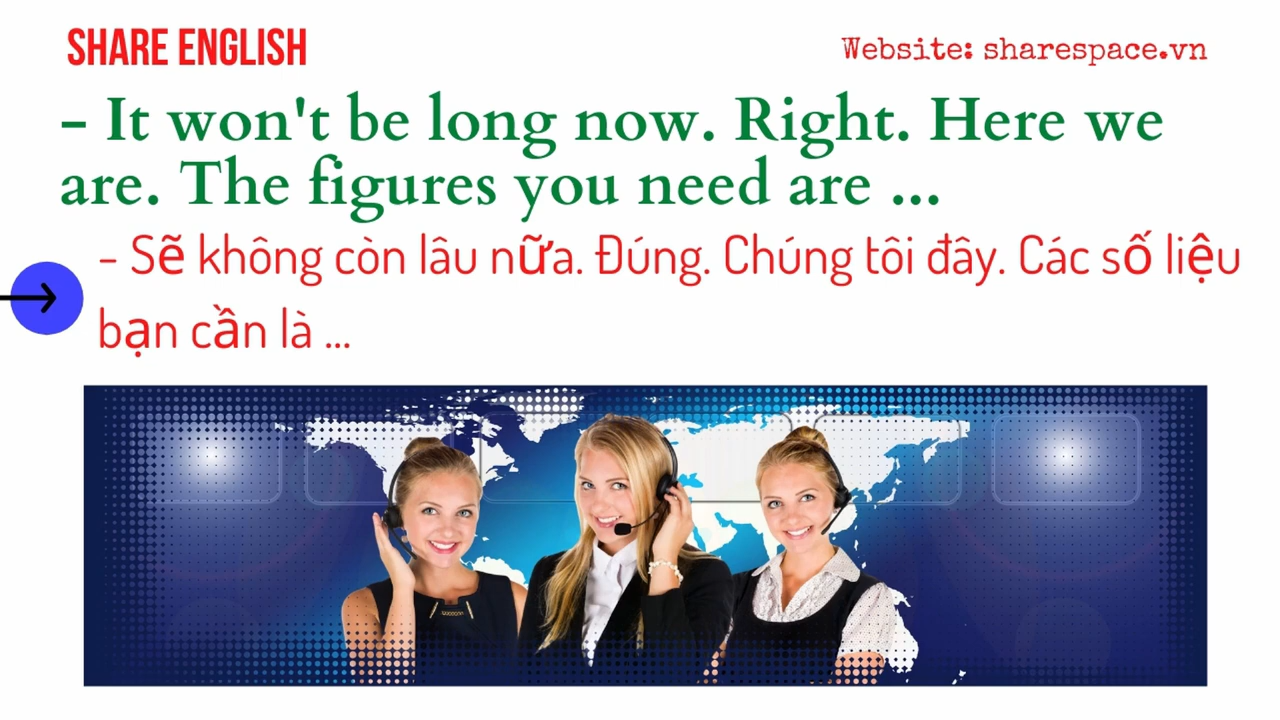 SHARE ENGLISH
Website: sharespace.vn
- It won't be long now. Right. Here we
are. The figures you need are ...
- Sẽ không còn lâu nữa. Đúng. Chúng tôi đây. Các số liệu
bạn cần là ...